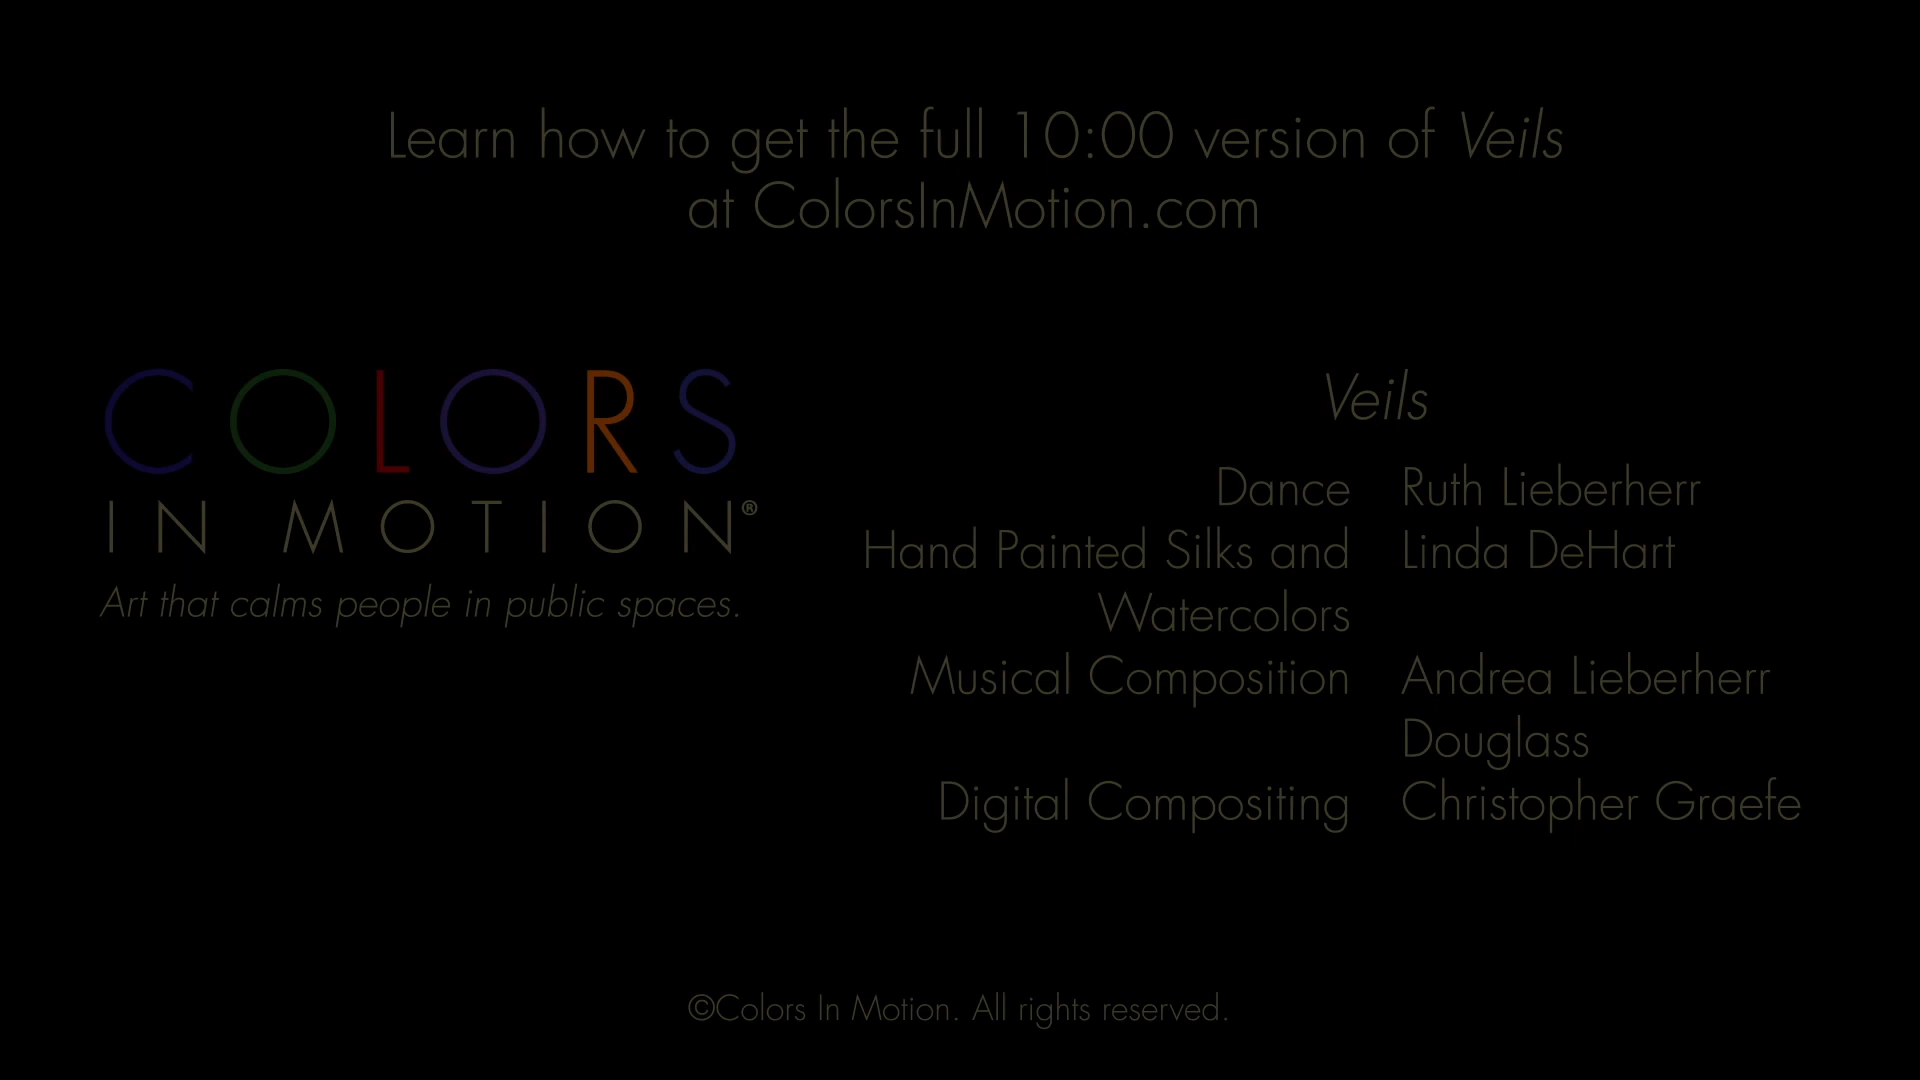 Learn how to get the full 10:00 version of Veils
at ColorsInMotion.com
COLORS
IN MOTION®
Art that calms people in public spaces.
Veils
Dance Ruth Lieberherr
Hand Painted Silks and Linda DeHart
Watercolors
Musical Composition Andrea Lieberherr
Douglass
Digital Compositing Christopher Graefe
©Colors In Motion. All rights reserved.